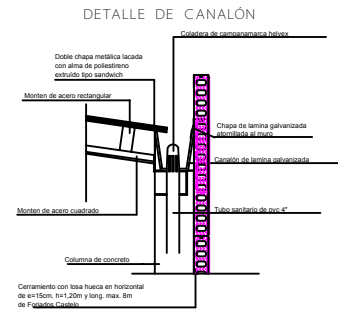 DETALLE DE CANALÓN
Coladera de campanamarca helvex
Doble chapa metálica lacada
con alma de poliestireno
extruído tipo sandwich
Monten de acero rectangular
Chapa de lamina galvanizada
atornillada al muro
Canalón de lamina galvanizada
Monten de acero cuadrado
Tubo sanitario de pvc 4"
Columna de concreto
Cerramiento con losa hueca en horizontal
de e=15cm, h=1,20m y long. max. 8m
de Forjados Castelo